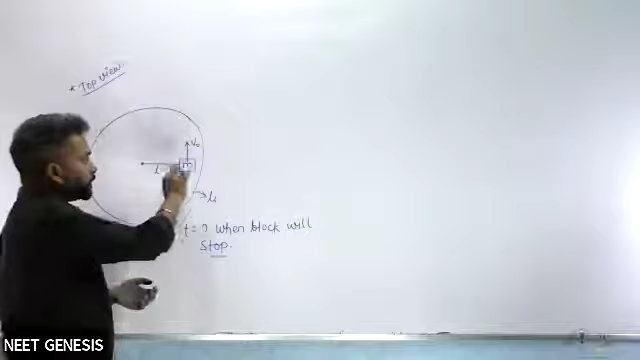 * Top view
V₀
m
L
μ
t = ? when block will
stop.
NEET GENESIS